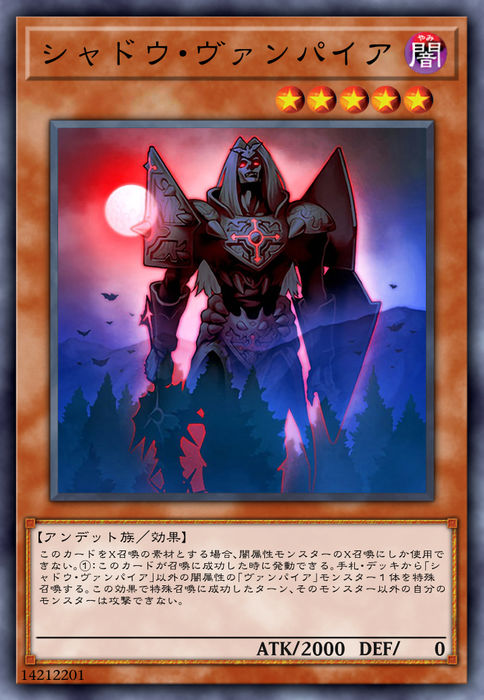 シャドウ・ヴァンパイア
やみ
闇
【アンデット族／効果】
このカードをX召喚の素材とする場合、闇属性モンスターのX召喚にしか使用で
きない。①:このカードが召喚に成功した時に発動できる。手札・デッキから「シ
ャドウ・ヴァンパイア」以外の闇属性の「ヴァンパイア」モンスター1体を特殊
召喚する。この効果で特殊召喚に成功したターン、そのモンスター以外の自分の
モンスターは攻撃できない。
ATK/2000 DEF/ 0
14212201